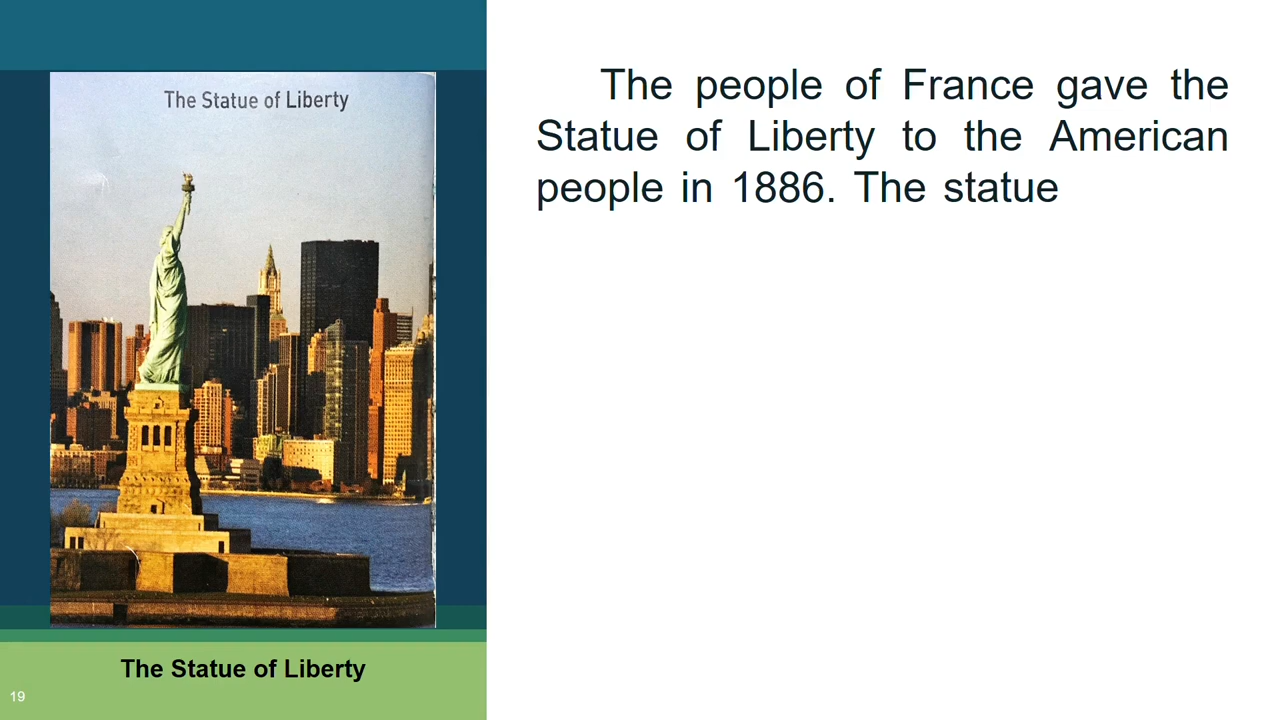 The Statue of Liberty
The Statue of Liberty
19
The people of France gave the
Statue of Liberty to the American
people in 1886. The statue